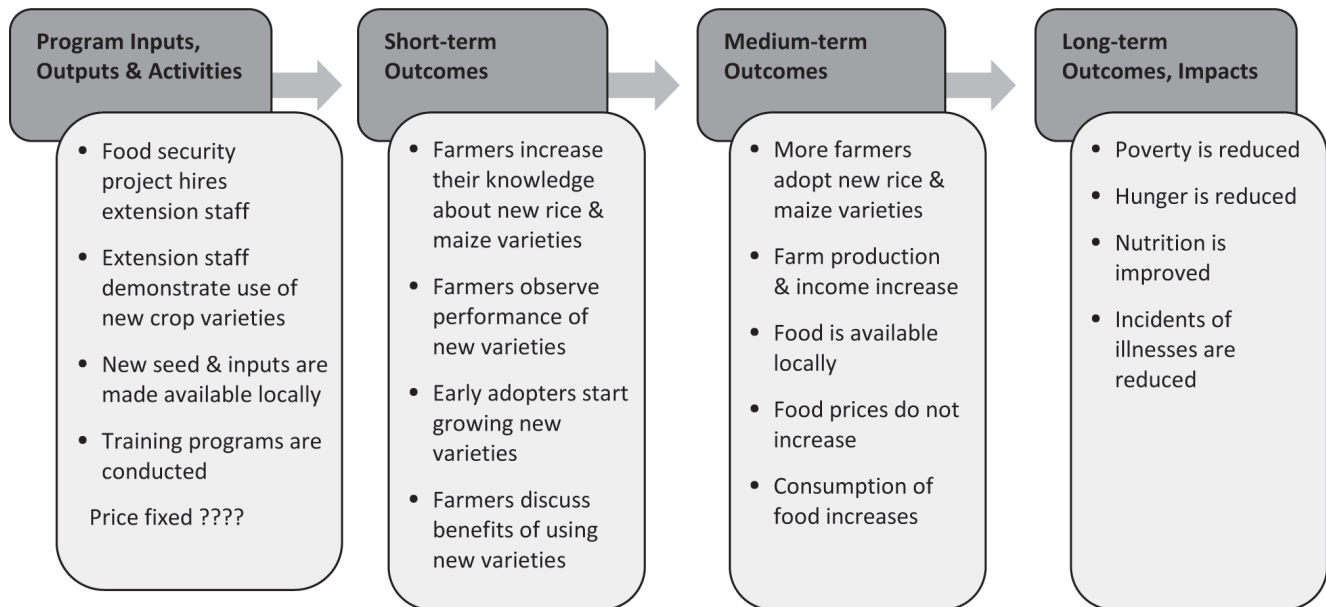 Program Inputs,
Outputs & Activities
• Food security
project hires
extension staff
• Extension staff
demonstrate use of
new crop varieties
• New seed & inputs are
made available locally
• Training programs are
conducted
Price fixed ????
Short-term
Outcomes
• Farmers increase
their knowledge
about new rice &
maize varieties
• Farmers observe
performance of
new varieties
• Early adopters start
growing new
varieties
• Farmers discuss
benefits of using
new varieties
Medium-term
Outcomes
• More farmers
adopt new rice &
maize varieties
• Farm production
& income increase
• Food is available
locally
• Food prices do not
increase
• Consumption of
food increases
Long-term
Outcomes, Impacts
• Poverty is reduced
• Hunger is reduced
• Nutrition is
improved
• Incidents of
illnesses are
reduced